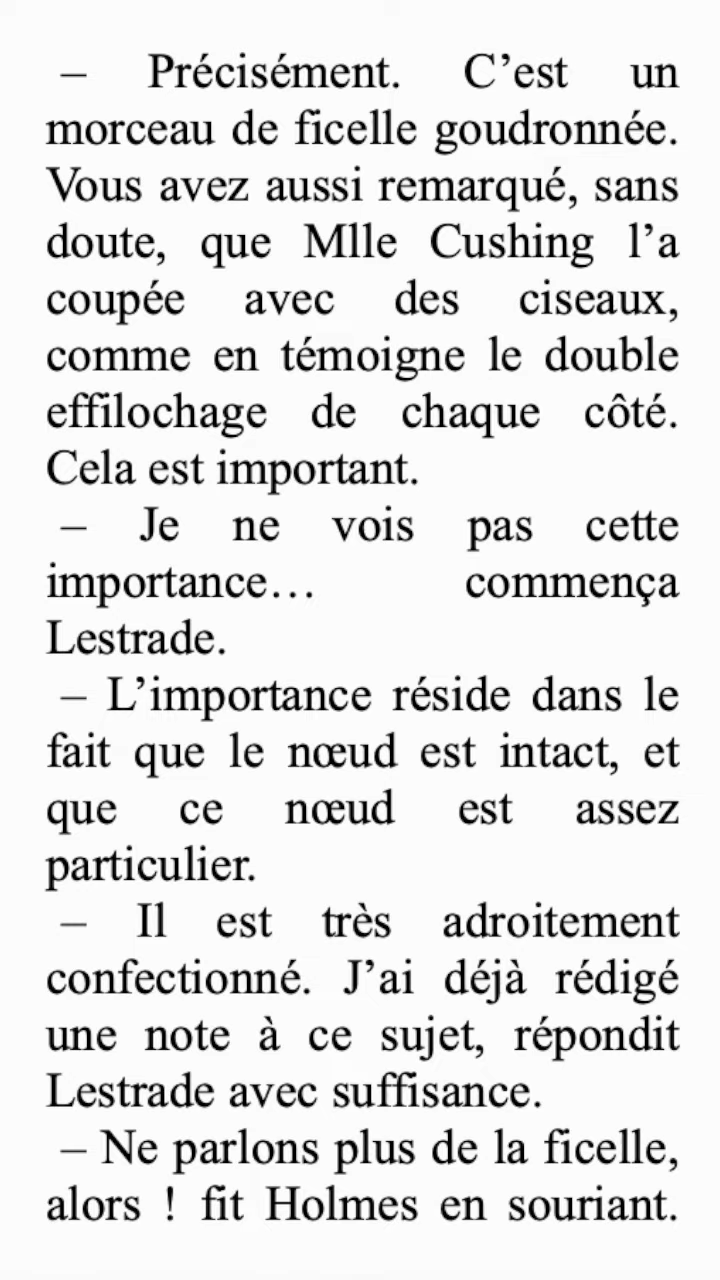 – Précisément. C’est un
morceau de ficelle goudronnée.
Vous avez aussi remarqué, sans
doute, que Mlle Cushing l’a
coupée avec des ciseaux,
comme en témoigne le double
effilochage de chaque côté.
Cela est important.
– Je ne vois pas cette
importance… commença
Lestrade.
– L’importance réside dans le
fait que le nœud est intact, et
que ce nœud est assez
particulier.
– Il est très adroitement
confectionné. J’ai déjà rédigé
une note à ce sujet, répondit
Lestrade avec suffisance.
– Ne parlons plus de la ficelle,
alors ! fit Holmes en souriant.